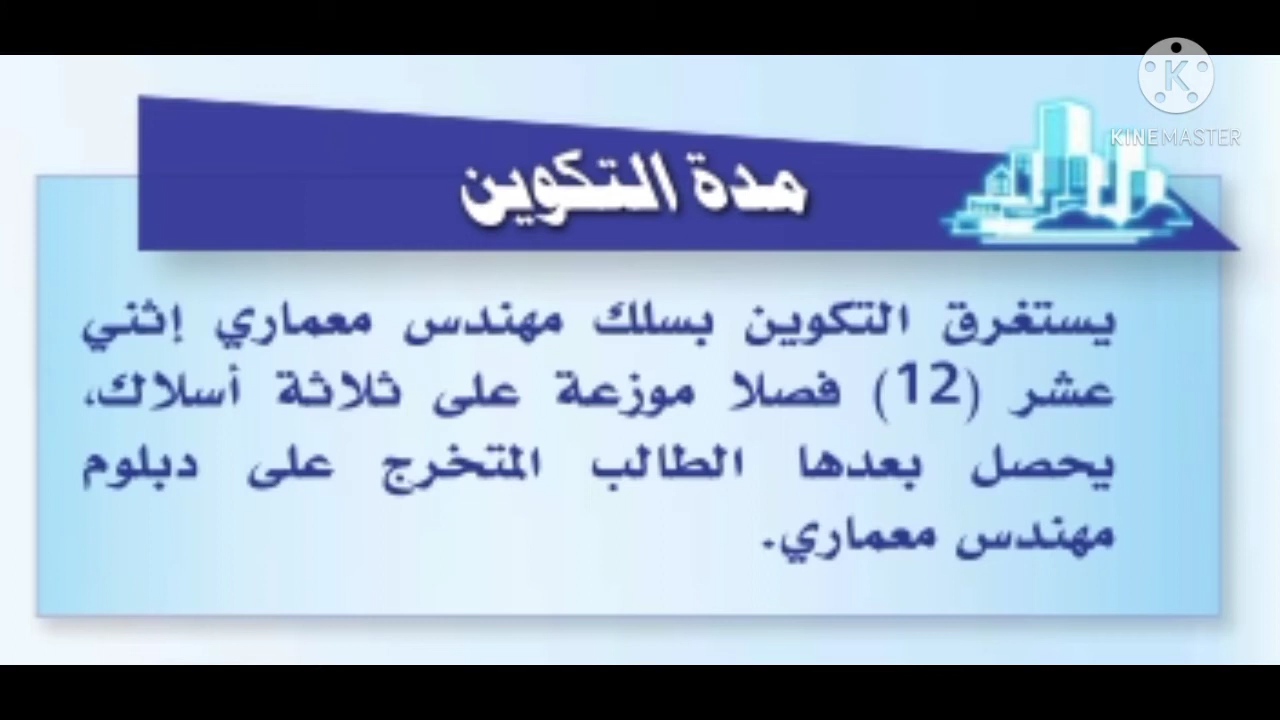 KINEMASTER
مدة التكوين
يستغرق التكوين بسلك مهندس معماري إثني
عشر (12) فصلا موزعة على ثلاثة أسلاك،
يحصل بعدها الطالب المتخرج على دبلوم
مهندس معماري.